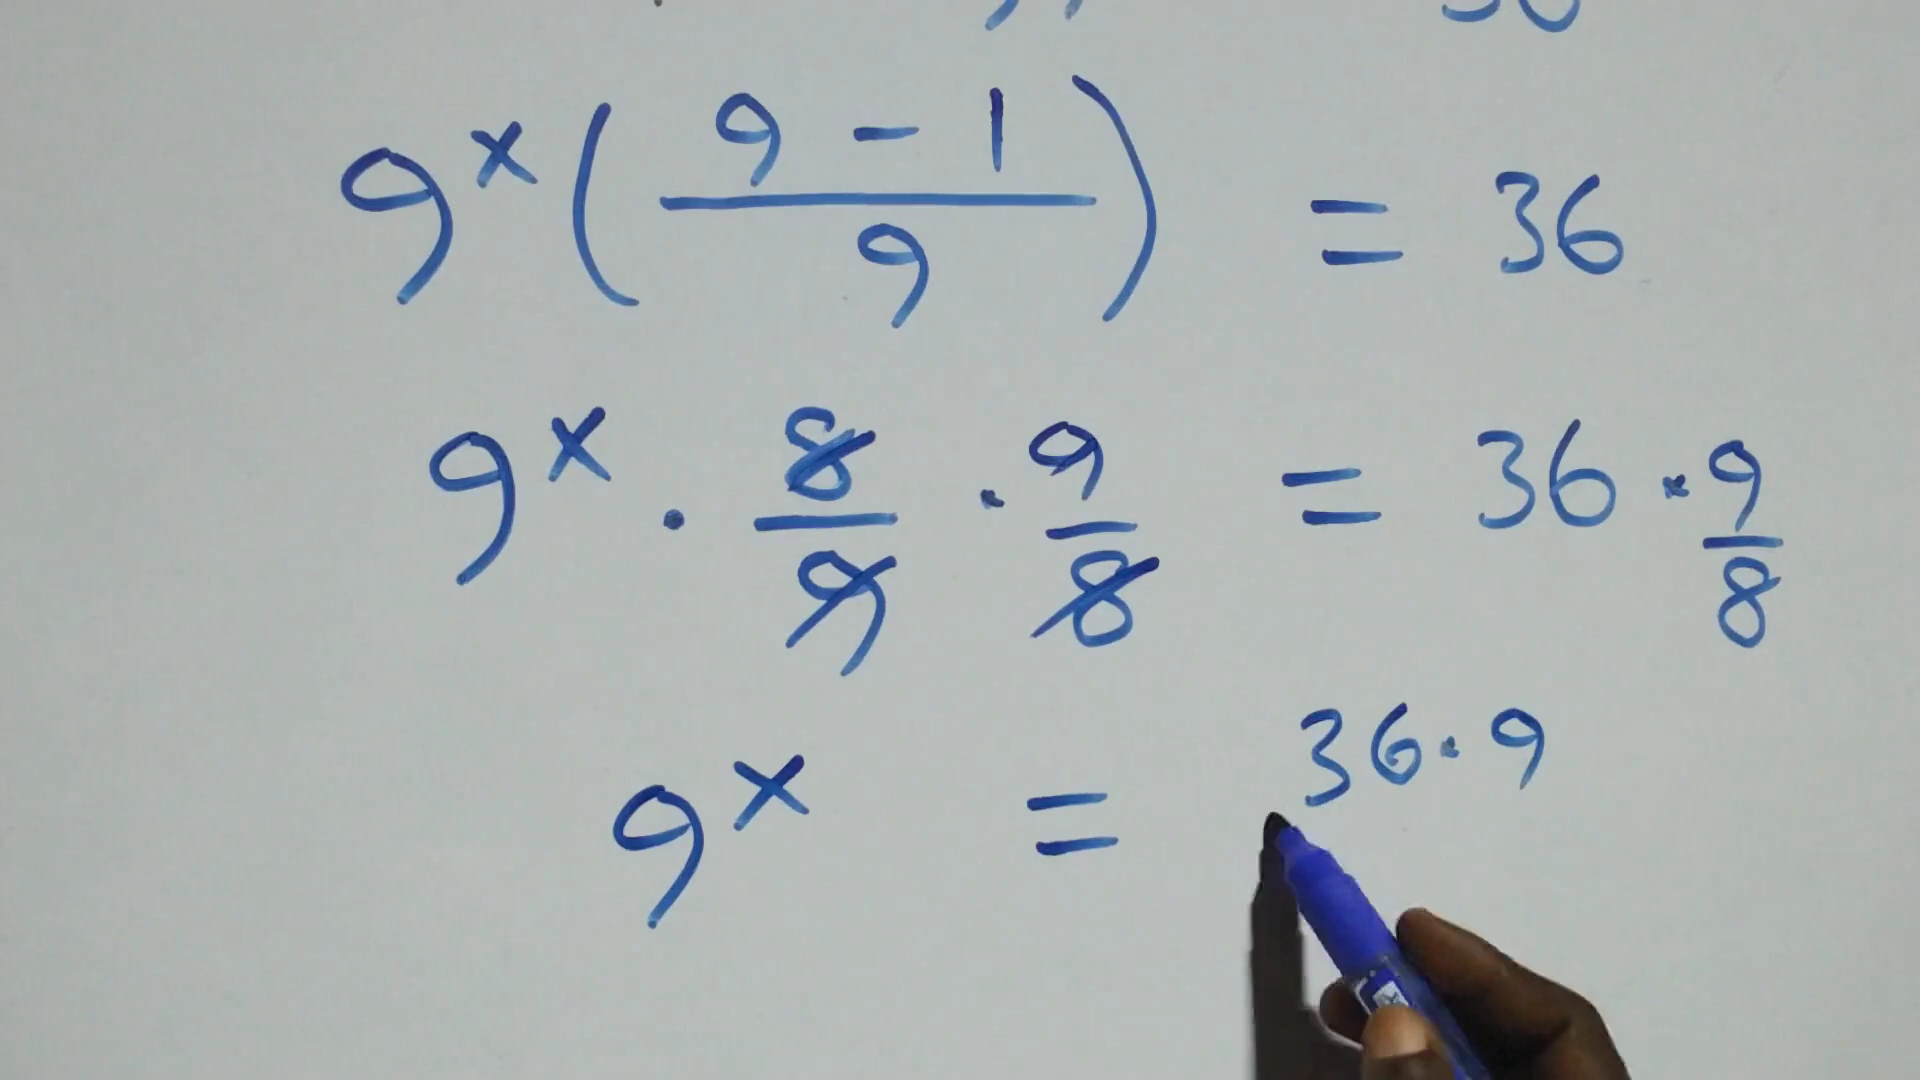 9^x ( (9 - 1) / 9 ) = 36
9^x · 8/9 · 9/8 = 36 · 9/8
9^x = 36 · 9